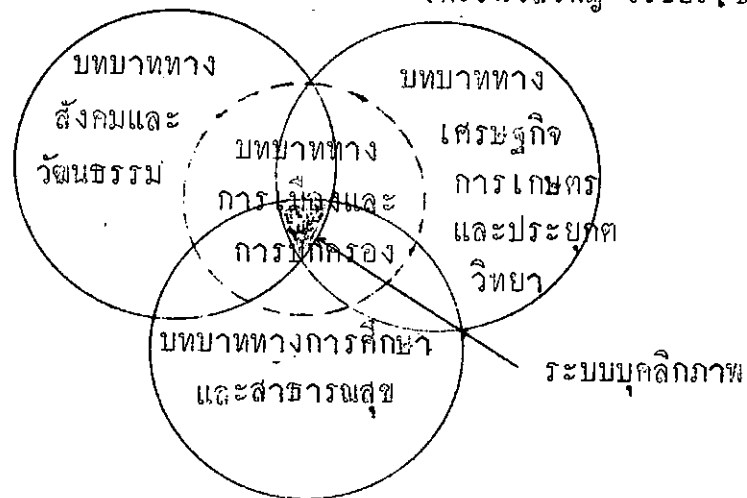 บทบาททาง
สังคมและ
วัฒนธรรม
บทบาททาง
เศรษฐกิจ
การเกษตร
และประยุกต
วิทยา
บทบาททาง
การเมืองและ
การปกครอง
บทบาททางการศึกษา
และสาธารณสุข
ระบบบุคลิกภาพ